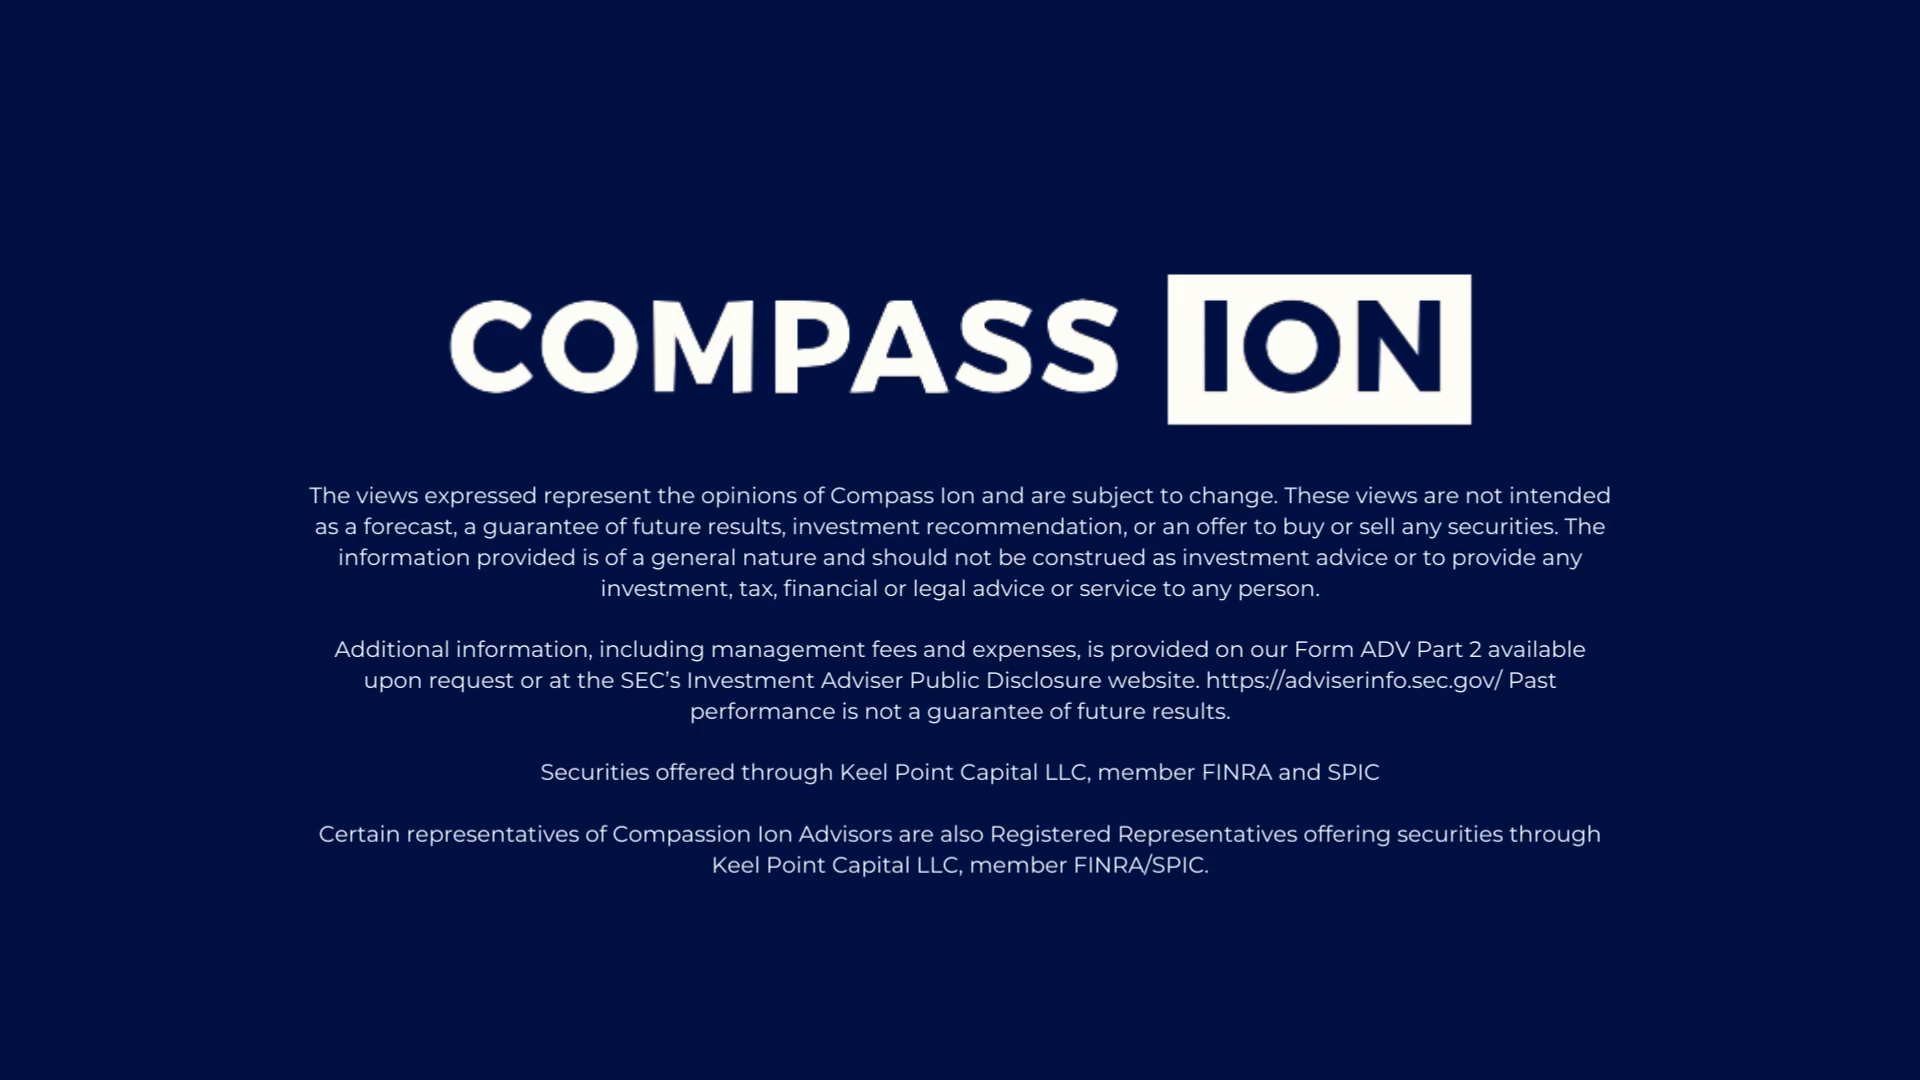 COMPASS ION
The views expressed represent the opinions of Compass Ion and are subject to change. These views are not intended
as a forecast, a guarantee of future results, investment recommendation, or an offer to buy or sell any securities. The
information provided is of a general nature and should not be construed as investment advice or to provide any
investment, tax, financial or legal advice or service to any person.
Additional information, including management fees and expenses, is provided on our Form ADV Part 2 available
upon request or at the SEC’s Investment Adviser Public Disclosure website. https://adviserinfo.sec.gov/ Past
performance is not a guarantee of future results.
Securities offered through Keel Point Capital LLC, member FINRA and SPIC
Certain representatives of Compassion Ion Advisors are also Registered Representatives offering securities through
Keel Point Capital LLC, member FINRA/SPIC.